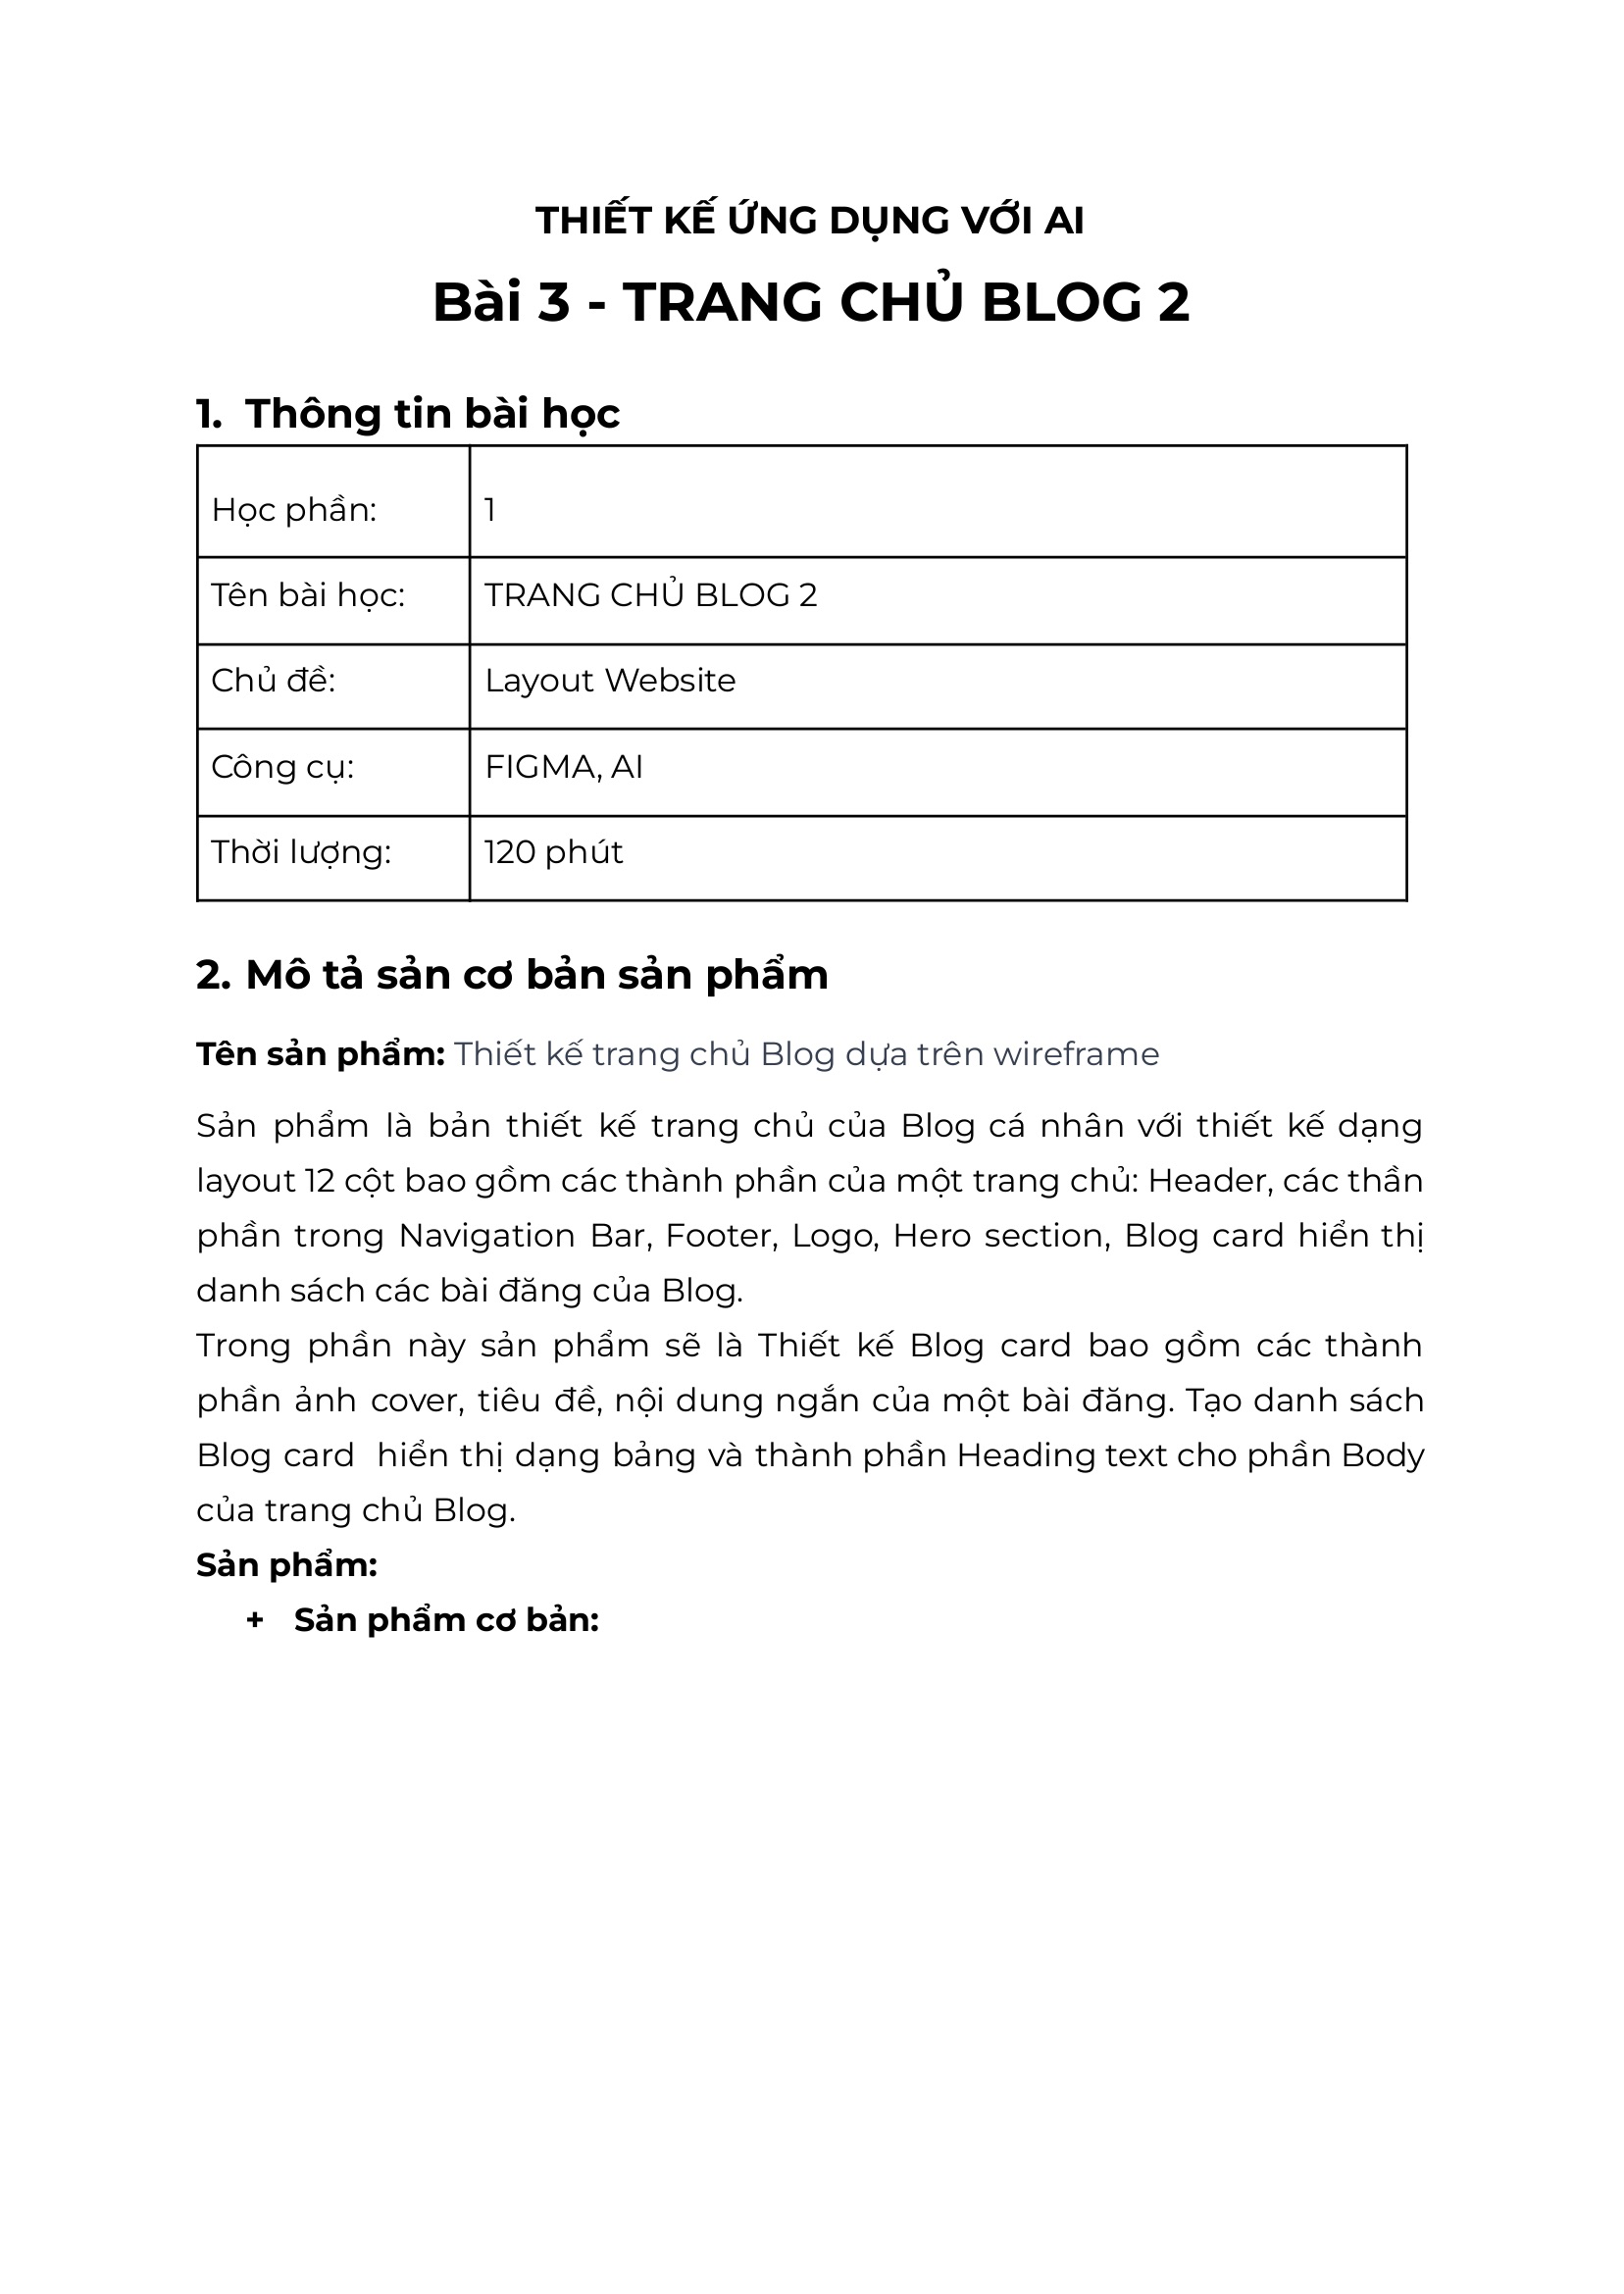 THIẾT KẾ ỨNG DỤNG VỚI AI
Bài 3 - TRANG CHỦ BLOG 2
1. Thông tin bài học
Học phần: 1
Tên bài học: TRANG CHỦ BLOG 2
Chủ đề: Layout Website
Công cụ: FIGMA, AI
Thời lượng: 120 phút
2. Mô tả sản cơ bản sản phẩm
Tên sản phẩm: Thiết kế trang chủ Blog dựa trên wireframe
Sản phẩm là bản thiết kế trang chủ của Blog cá nhân với thiết kế dạng
layout 12 cột bao gồm các thành phần của một trang chủ: Header, các thần
phần trong Navigation Bar, Footer, Logo, Hero section, Blog card hiển thị
danh sách các bài đăng của Blog.
Trong phần này sản phẩm sẽ là Thiết kế Blog card bao gồm các thành
phần ảnh cover, tiêu đề, nội dung ngắn của một bài đăng. Tạo danh sách
Blog card hiển thị dạng bảng và thành phần Heading text cho phần Body
của trang chủ Blog.
Sản phẩm:
+ Sản phẩm cơ bản: